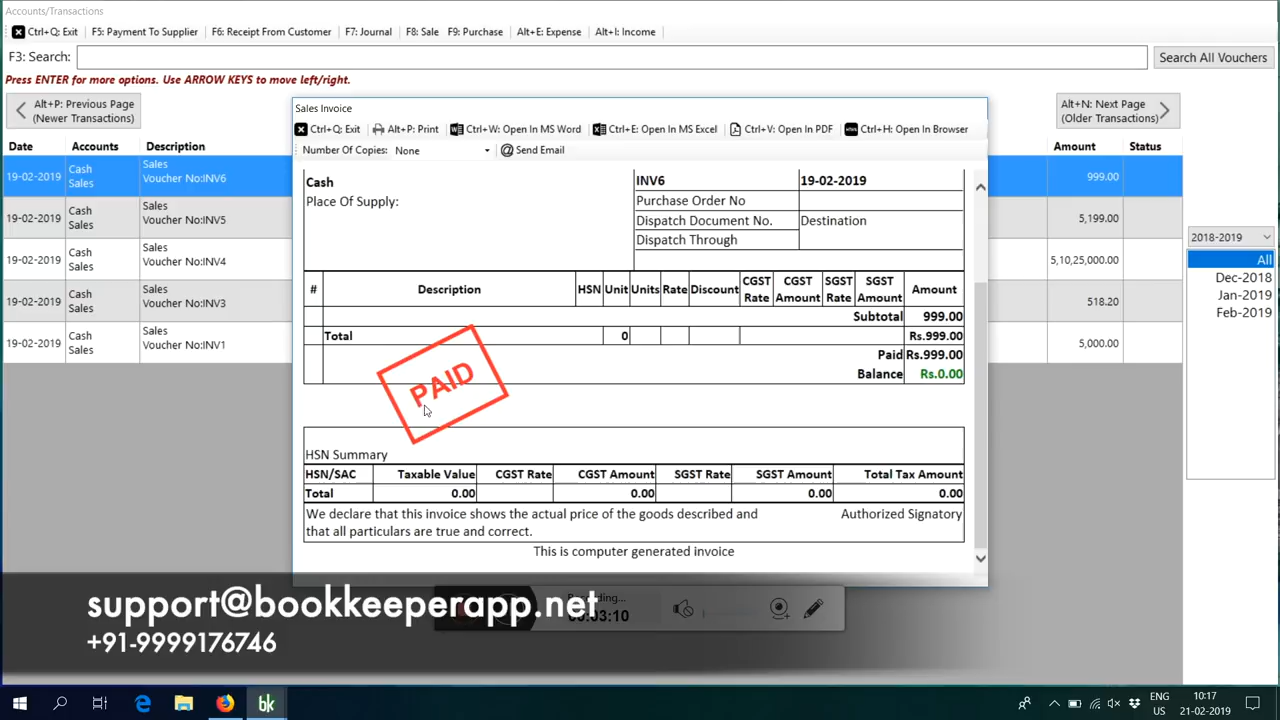 Accounts/Transactions
Ctrl+Q: Exit F5: Payment To Supplier F6: Receipt From Customer F7: Journal F8: Sale F9: Purchase Alt+E: Expense Alt+I: Income
F3: Search: Search All Vouchers
Press ENTER for more options. Use ARROW KEYS to move left/right.
Alt+P: Previous Page
(Newer Transactions)
Alt+N: Next Page
(Older Transactions)
Date Accounts Description Amount Status
19-02-2019 Cash Sales Sales Voucher No:INV6 999.00
19-02-2019 Cash Sales Sales Voucher No:INV5 5,199.00
19-02-2019 Cash Sales Sales Voucher No:INV4 5,10,25,000.00
19-02-2019 Cash Sales Sales Voucher No:INV3 518.20
19-02-2019 Cash Sales Sales Voucher No:INV1 5,000.00
2018-2019
All
Dec-2018
Jan-2019
Feb-2019
Sales Invoice
Ctrl+Q: Exit Alt+P: Print Ctrl+W: Open In MS Word Ctrl+E: Open In MS Excel Ctrl+V: Open In PDF Ctrl+H: Open In Browser
Number Of Copies: None @ Send Email
Cash INV6 19-02-2019
Place Of Supply: Purchase Order No
Dispatch Document No. Destination
Dispatch Through
# Description HSN Unit Units Rate Discount CGST Rate CGST Amount SGST Rate SGST Amount Amount
Subtotal 999.00
Total 0 Rs.999.00
Paid Rs.999.00
Balance Rs.0.00
PAID
HSN Summary
HSN/SAC Taxable Value CGST Rate CGST Amount SGST Rate SGST Amount Total Tax Amount
Total 0.00 0.00 0.00 0.00
We declare that this invoice shows the actual price of the goods described and Authorized Signatory
that all particulars are true and correct.
This is computer generated invoice
support@bookkeeperapp.net
+91-9999176746
Recording...
00:03:10
bk
ENG
US
10:17
21-02-2019